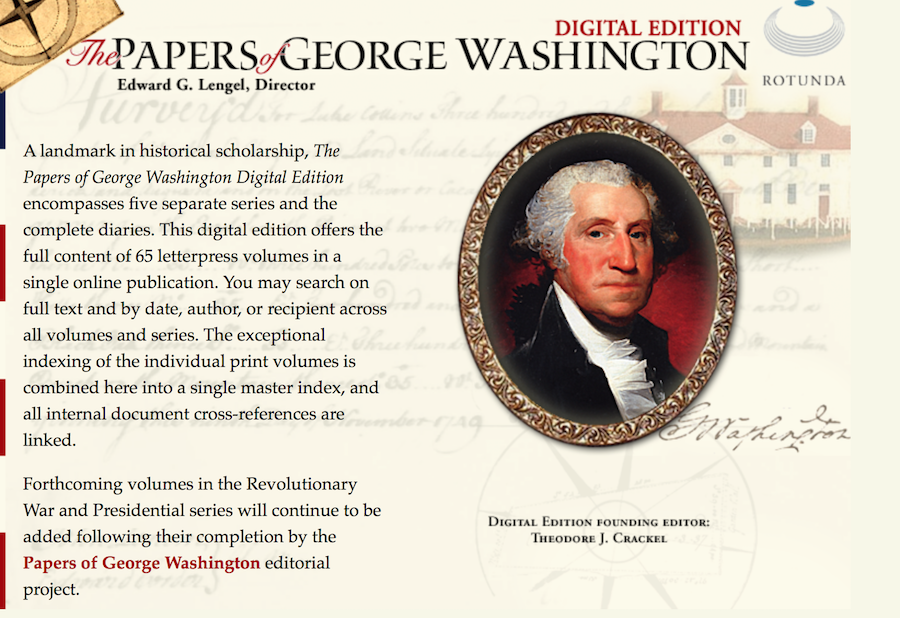 DIGITAL EDITION
The PAPERS of GEORGE WASHINGTON
Edward G. Lengel, Director
ROTUNDA
A landmark in historical scholarship, The
Papers of George Washington Digital Edition
encompasses five separate series and the
complete diaries. This digital edition offers the
full content of 65 letterpress volumes in a
single online publication. You may search on
full text and by date, author, or recipient across
all volumes and series. The exceptional
indexing of the individual print volumes is
combined here into a single master index, and
all internal document cross-references are
linked.
Forthcoming volumes in the Revolutionary
War and Presidential series will continue to be
added following their completion by the
Papers of George Washington editorial
project.
GWashington
DIGITAL EDITION FOUNDING EDITOR:
THEODORE J. CRACKEL